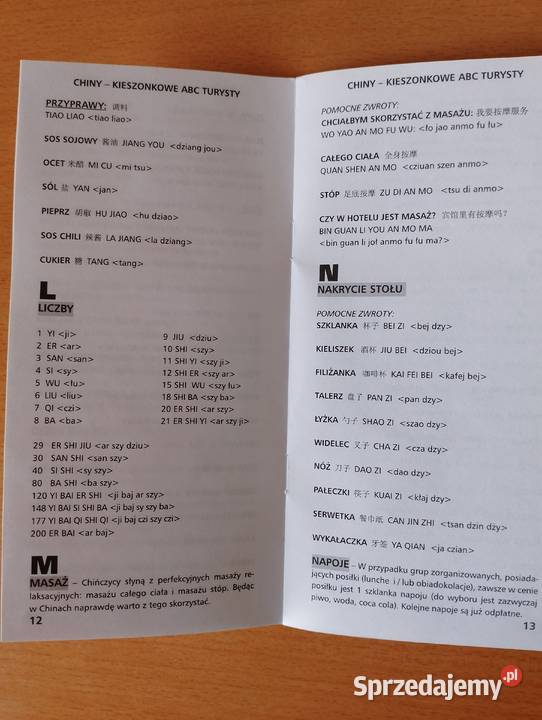 CHINY – KIESZONKOWE ABC TURYSTY
PRZYPRAWY: 调料
TIAO LIAO <tiao liao>
SOS SOJOWY 酱油 JIANG YOU <dziang jou>
OCET 米醋 MI CU <mi tsu>
SÓL 盐 YAN <jan>
PIEPRZ 胡椒 HU JIAO <hu dziao>
SOS CHILI 辣酱 LA JIANG <la dziang>
CUKIER 糖 TANG <tang>
L
LICZBY
1 YI <ji>
2 ER <ar>
3 SAN <san>
4 SI <sy>
5 WU <łu>
6 LIU <liu>
7 QI <czi>
8 BA <ba>
9 JIU <dziu>
10 SHI <szy>
11 SHI YI <szy ji>
12 SHI ER <szy ar>
15 SHI WU <szy łu>
18 SHI BA <szy ba>
20 ER SHI <ar szy>
21 ER SHI YI <ar szy ji>
29 ER SHI JIU <ar szy dziu>
30 SAN SHI <san szy>
40 SI SHI <sy szy>
80 BA SHI <ba szy>
120 YI BAI ER SHI <ji baj ar szy>
148 YI BAI SI SHI BA <ji baj sy szy ba>
177 YI BAI QI SHI QI <ji baj czi szy czi>
200 ER BAI <ar baj>
M
MASAŻ – Chińczycy słyną z perfekcyjnych masaży re-
laksacyjnych: masażu całego ciała i masażu stóp. Będąc
w Chinach naprawdę warto z tego skorzystać.
12
CHINY – KIESZONKOWE ABC TURYSTY
POMOCNE ZWROTY:
CHCIAŁBYM SKORZYSTAĆ Z MASAŻU: 我要按摩服务
WO YAO AN MO FU WU: <ło jao anmo fu łu>
CAŁEGO CIAŁA 全身按摩
QUAN SHEN AN MO <cziuan szen anmo>
STÓP 足底按摩 ZU DI AN MO <tsu di anmo>
CZY W HOTELU JEST MASAŻ? 宾馆里有按摩吗?
BIN GUAN LI YOU AN MO MA
<bin guan li joł anmo fu łu ma?>
N
NAKRYCIE STOŁU
POMOCNE ZWROTY:
SZKLANKA 杯子 BEI ZI <bej dzy>
KIELISZEK 酒杯 JIU BEI <dziou bej>
FILIŻANKA 咖啡杯 KAI FEI BEI <kafej bej>
TALERZ 盘子 PAN ZI <pan dzy>
ŁYŻKA 勺子 SHAO ZI <szao dzy>
WIDELEC 叉子 CHA ZI <cza dzy>
NÓŻ 刀子 DAO ZI <dao dzy>
PAŁECZKI 筷子 KUAI ZI <kłaj dzy>
SERWETKA 餐巾纸 CAN JIN ZHI <tsan dzin dży>
WYKAŁACZKA 牙签 YA QIAN <ja czian>
NAPOJE – W przypadku grup zorganizowanych, posiada-
jących posiłki (lunche i / lub obiadokolacje), zawsze w cenie
posiłku jest 1 szklanka napoju (do wyboru jest zazwyczaj
piwo, woda, coca cola). Kolejne napoje są już odpłatne.
13
Sprzedajemy.pl